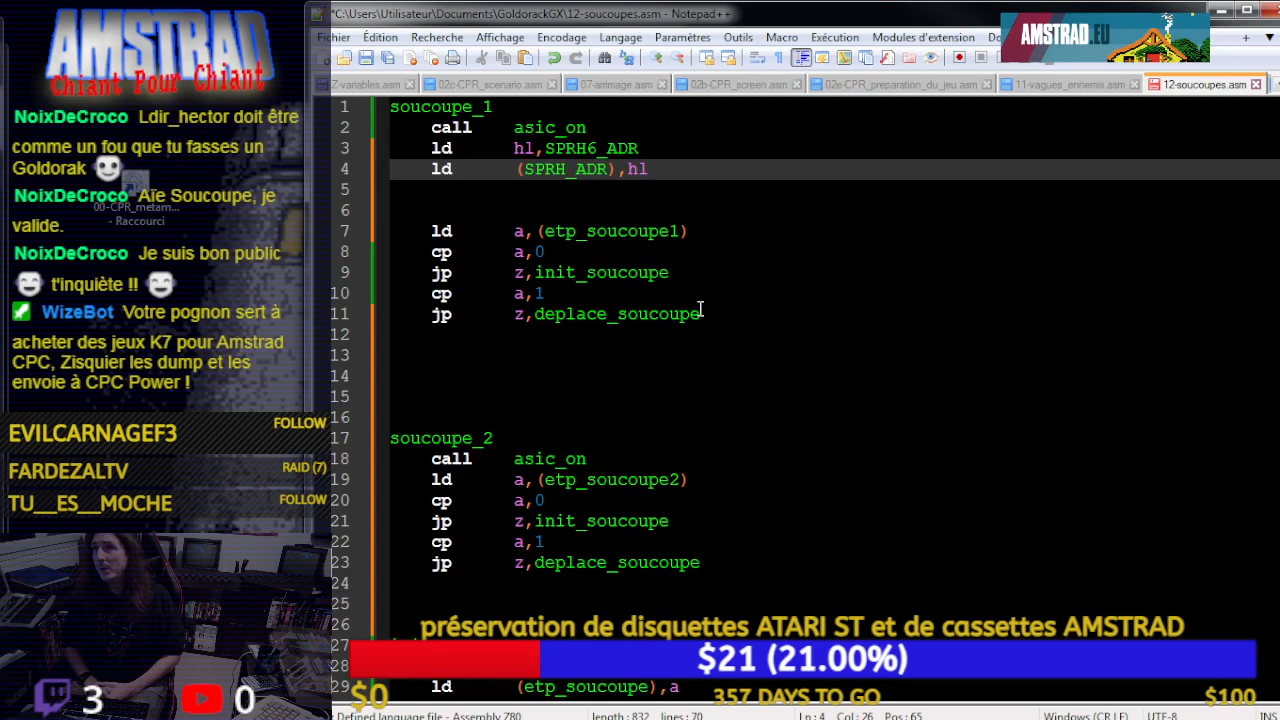 *C:\Users\Utilisateur\Documents\GoldorackGX\12-soucoupes.asm - Notepad++
Fichier Édition Recherche Affichage Encodage Langage Paramètres Outils Macro Exécution Modules d'extension
AMSTRAD.EU
Z-variables.asm 02c-CPR_scenario.asm 07-arrimage.asm 02b-CPR_screen.asm 02e-CPR_preparation_du_jeu.asm 11-vagues_ennemis.asm 12-soucoupes.asm
AMSTRAD
Chiant Pour Chiant
NoixDeCroco Ldir_hector doit être
comme un fou que tu fasses un
Goldorak
NoixDeCroco Aïe Soucoupe, je
valide.
00-CPR_metam...
- Raccourci
NoixDeCroco Je suis bon public
t'inquiète !!
WizeBot Votre pognon sert à
acheter des jeux K7 pour Amstrad
CPC, Zisquier les dump et les
envoie à CPC Power !
EVILCARNAGEF3 FOLLOW
FARDEZALTV RAID (7)
TU__ES__MOCHE FOLLOW
3 0
1 soucoupe_1
2 call asic_on
3 ld hl,SPRH6_ADR
4 ld (SPRH_ADR),hl
5
6
7 ld a,(etp_soucoupe1)
8 cp a,0
9 jp z,init_soucoupe
10 cp a,1
11 jp z,deplace_soucoupe
12
13
14
15
16
17 soucoupe_2
18 call asic_on
19 ld a,(etp_soucoupe2)
20 cp a,0
21 jp z,init_soucoupe
22 cp a,1
23 jp z,deplace_soucoupe
24
25
26
27
28
29 ld (etp_soucoupe),a
préservation de disquettes ATARI ST et de cassettes AMSTRAD
$21 (21.00%)
$0 357 DAYS TO GO $100
Defined language file - Assembly Z80 length : 832 lines : 70 Ln : 4 Col : 26 Pos : 65 Windows (CR LF) UTF-8 INS